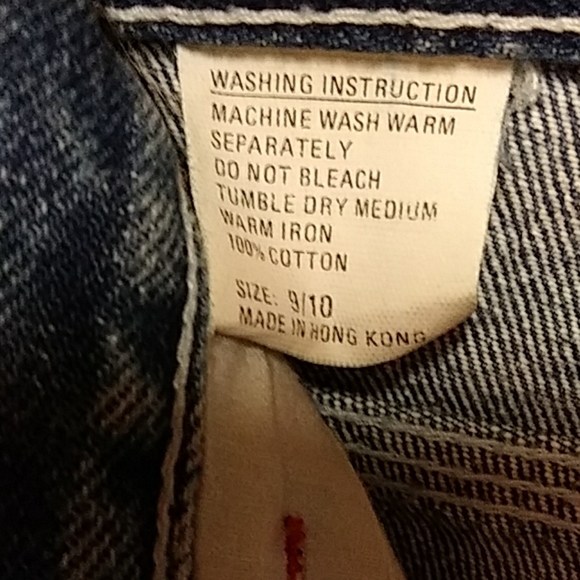 WASHING INSTRUCTION
MACHINE WASH WARM
SEPARATELY
DO NOT BLEACH
TUMBLE DRY MEDIUM
WARM IRON
100% COTTON
SIZE: 9/10
MADE IN HONG KONG